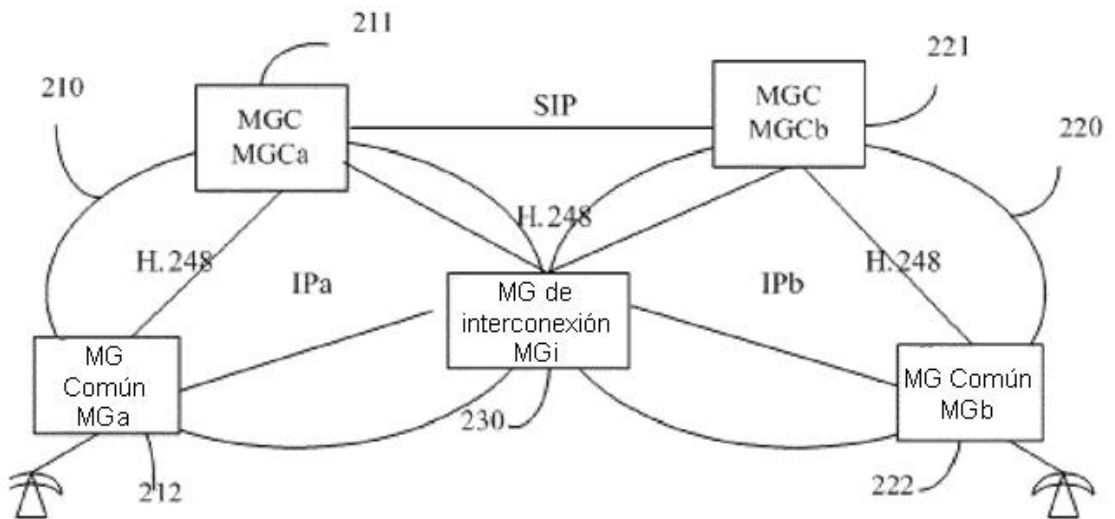 211
221
210
MGC
MGCa
SIP
MGC
MGCb
220
H.248
H.248
IPa
IPb
H.248
MG
Común
MGa
MG de
interconexión
MGi
MG Común
MGb
212
230
222